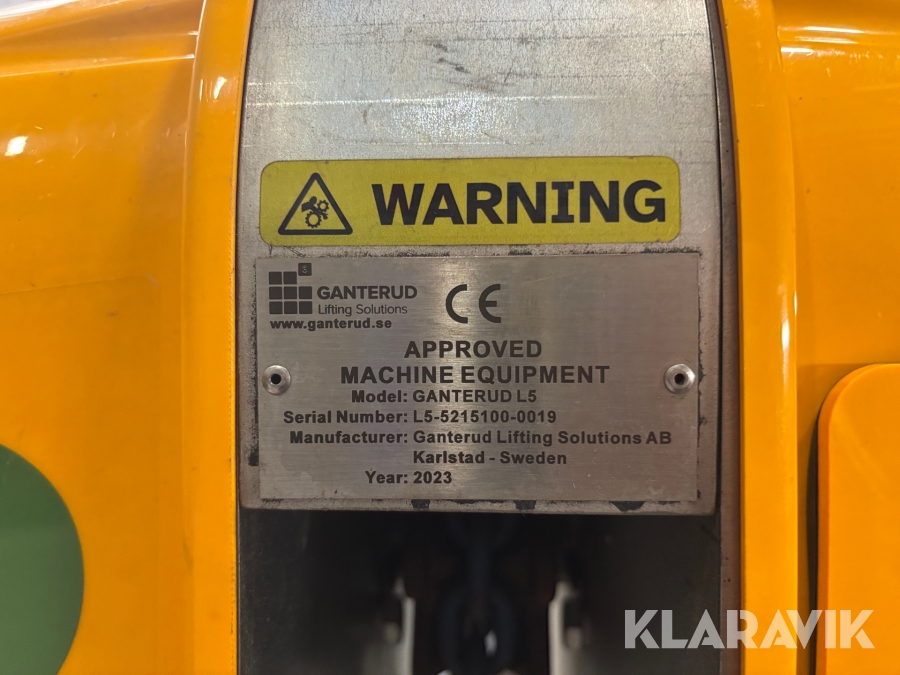 WARNING
GANTERUD
Lifting Solutions
www.ganterud.se
CE
APPROVED
MACHINE EQUIPMENT
Model: GANTERUD L5
Serial Number: L5-5215100-0019
Manufacturer: Ganterud Lifting Solutions AB
Karlstad - Sweden
Year: 2023
KLARAVIK